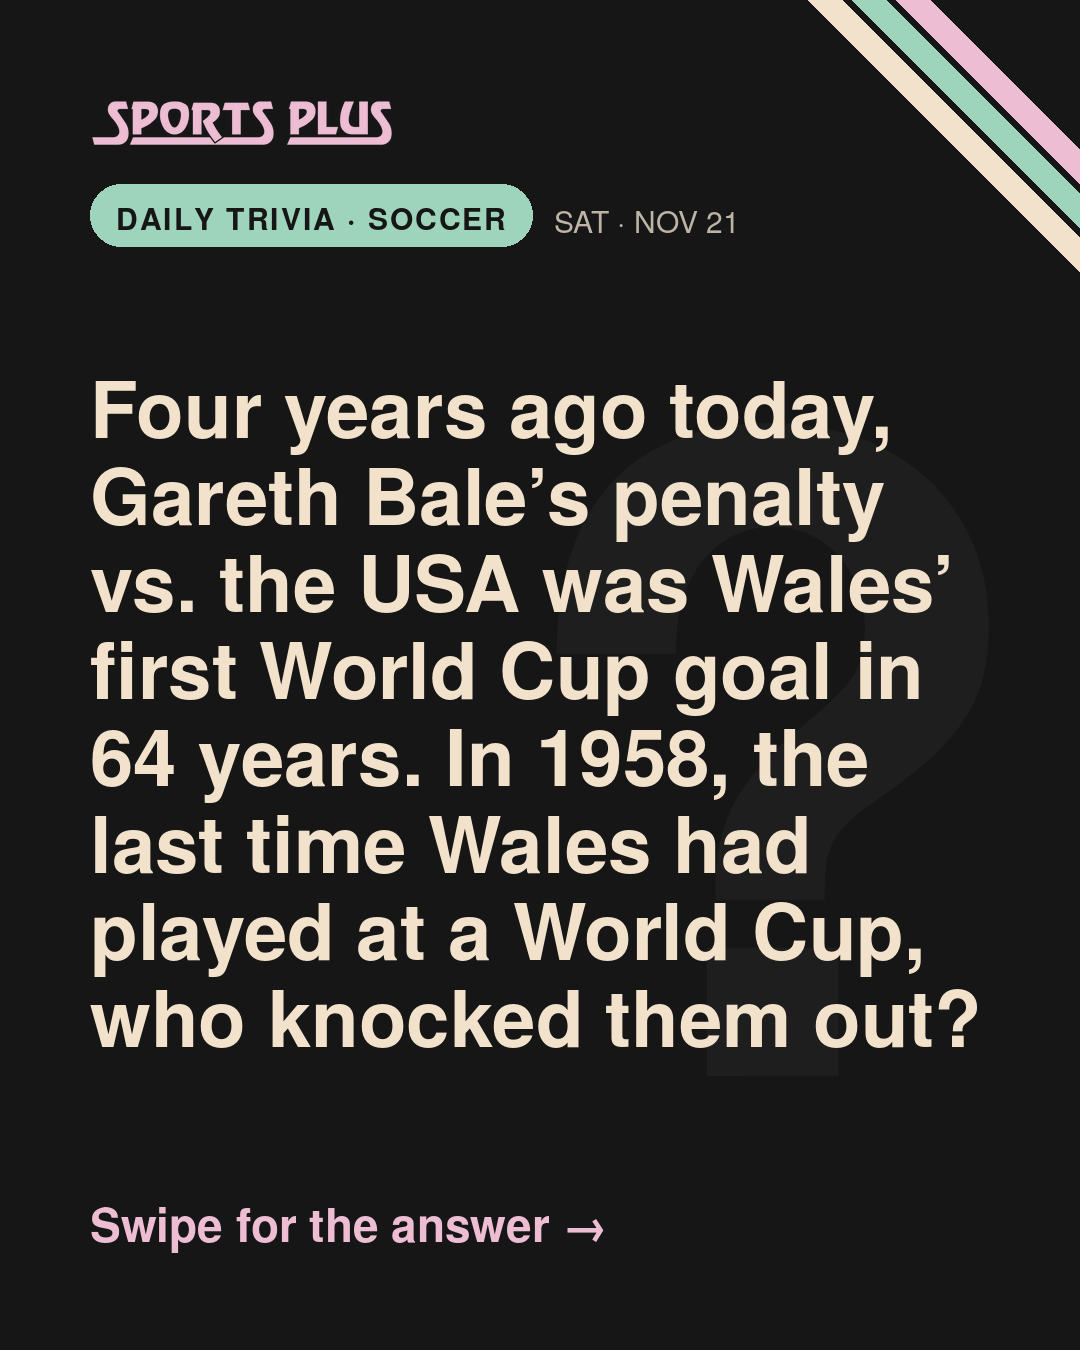 SPORTS PLUS
DAILY TRIVIA · SOCCER
SAT · NOV 21
Four years ago today,
Gareth Bale’s penalty
vs. the USA was Wales’
first World Cup goal in
64 years. In 1958, the
last time Wales had
played at a World Cup,
who knocked them out?
Swipe for the answer →